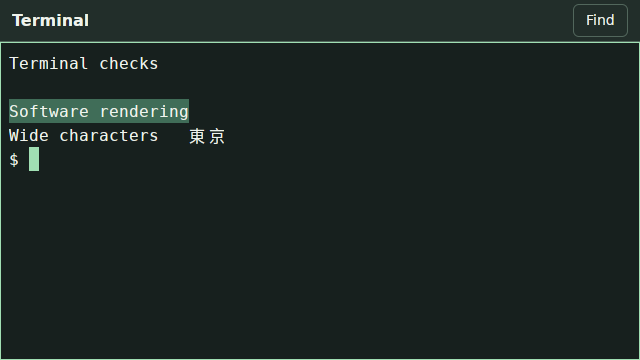 Terminal
Find
Terminal checks
Software rendering
Wide characters   東京
$